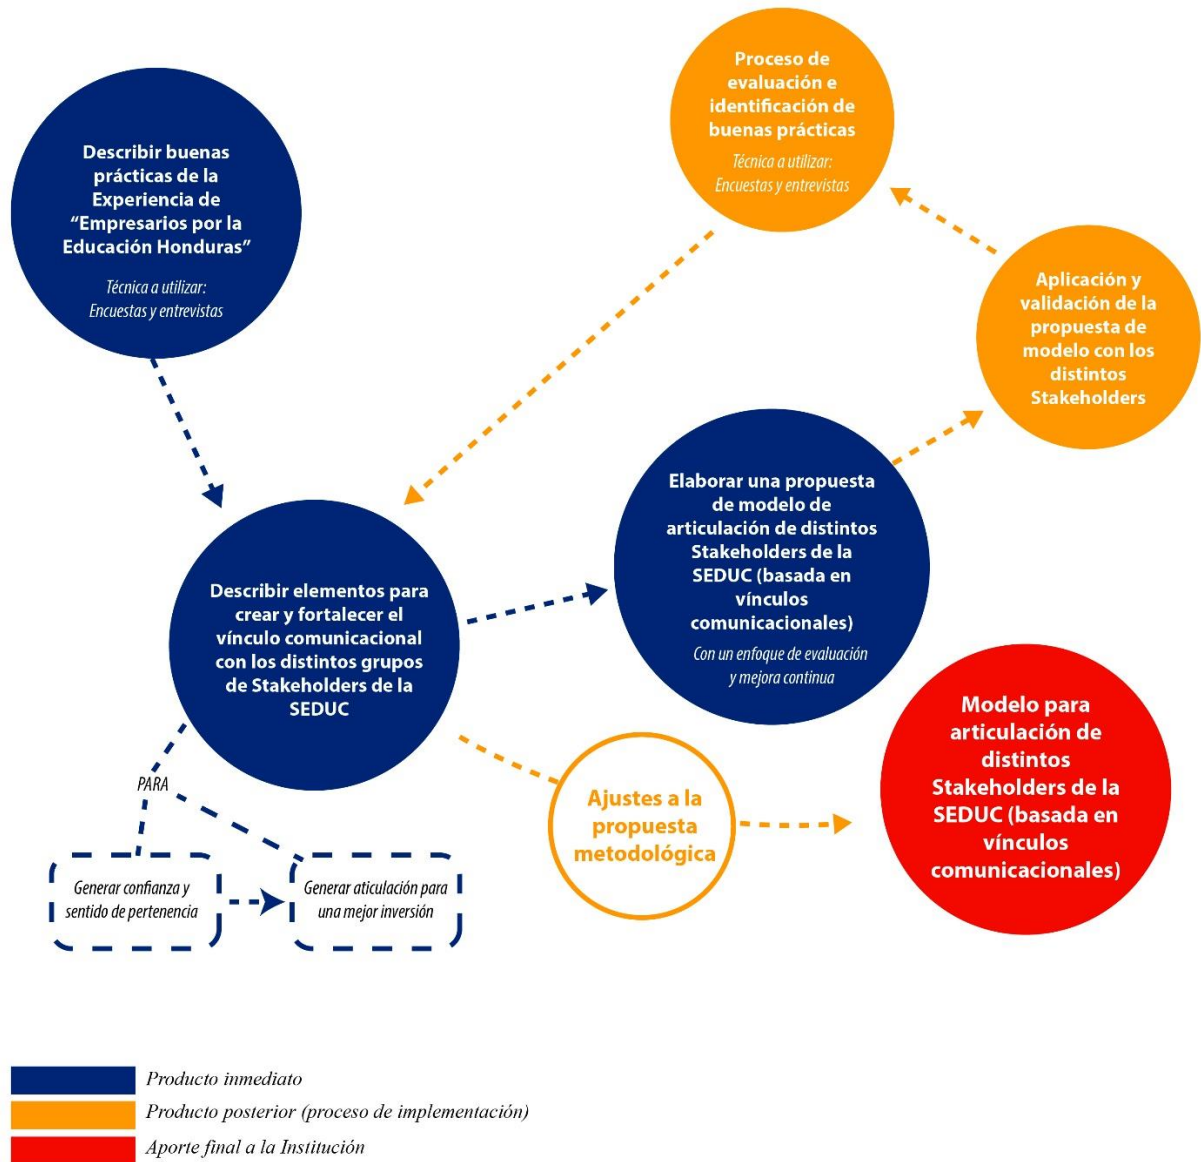 Describir buenas
prácticas de la
Experiencia de
“Empresarios por la
Educación Honduras”
Técnica a utilizar:
Encuestas y entrevistas
Proceso de
evaluación e
identificación de
buenas prácticas
Técnica a utilizar:
Encuestas y entrevistas
Aplicación y
validación de la
propuesta de
modelo con los
distintos
Stakeholders
Elaborar una propuesta
de modelo de
articulación de distintos
Stakeholders de la
SEDUC (basada en
vínculos
comunicacionales)
Con un enfoque de evaluación
y mejora continua
Describir elementos para
crear y fortalecer el
vínculo comunicacional
con los distintos grupos
de Stakeholders de la
SEDUC
PARA
Generar confianza y
sentido de pertenencia
Generar aticulación para
una mejor inversión
Ajustes a la
propuesta
metodológica
Modelo para
articulación de
distintos
Stakeholders de la
SEDUC (basada en
vínculos
comunicacionales)
Producto inmediato
Producto posterior (proceso de implementación)
Aporte final a la Institución